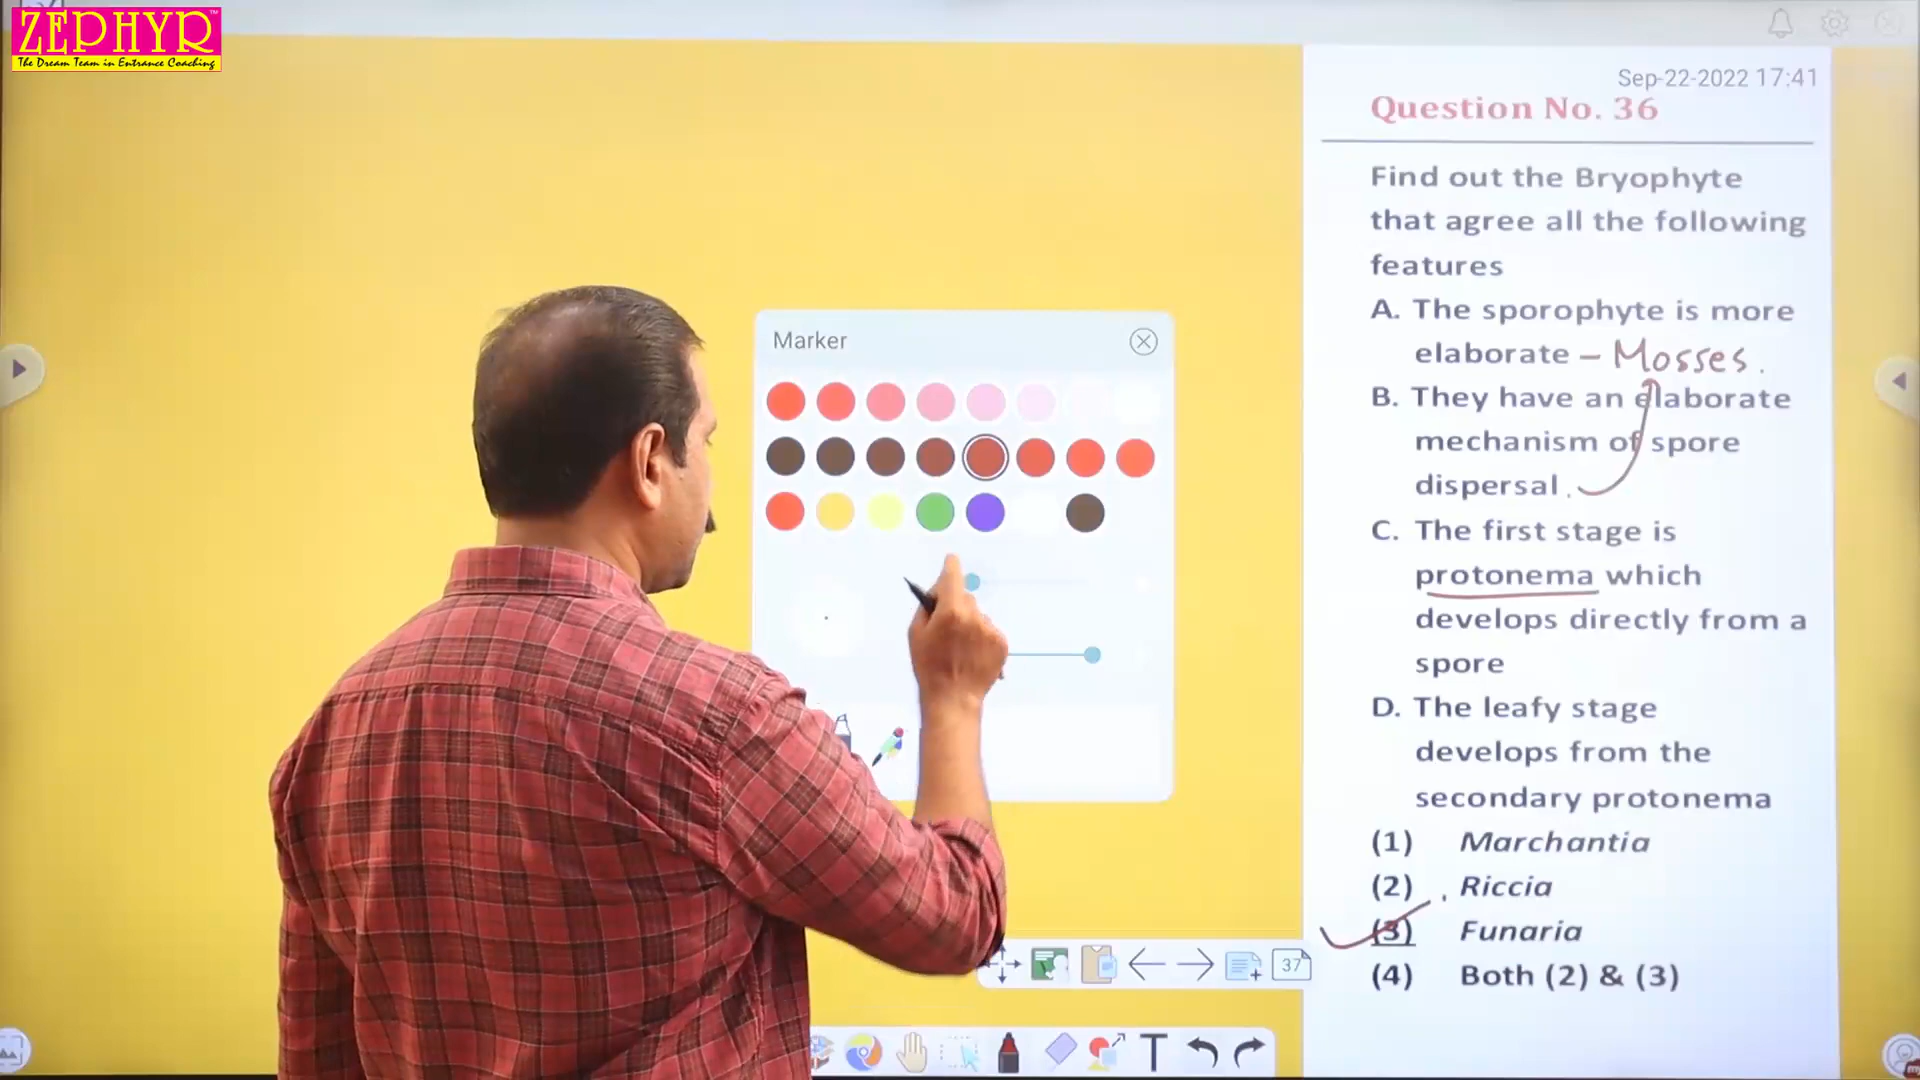 ZEPHYR™
The Dream Team in Entrance Coaching
Sep-22-2022 17:41
Question No. 36
Find out the Bryophyte
that agree all the following
features
A. The sporophyte is more
elaborate – Mosses.
B. They have an elaborate
mechanism of spore
dispersal.
C. The first stage is
protonema which
develops directly from a
spore
D. The leafy stage
develops from the
secondary protonema
(1) Marchantia
(2) Riccia
(3) Funaria
(4) Both (2) & (3)
Marker
37
T